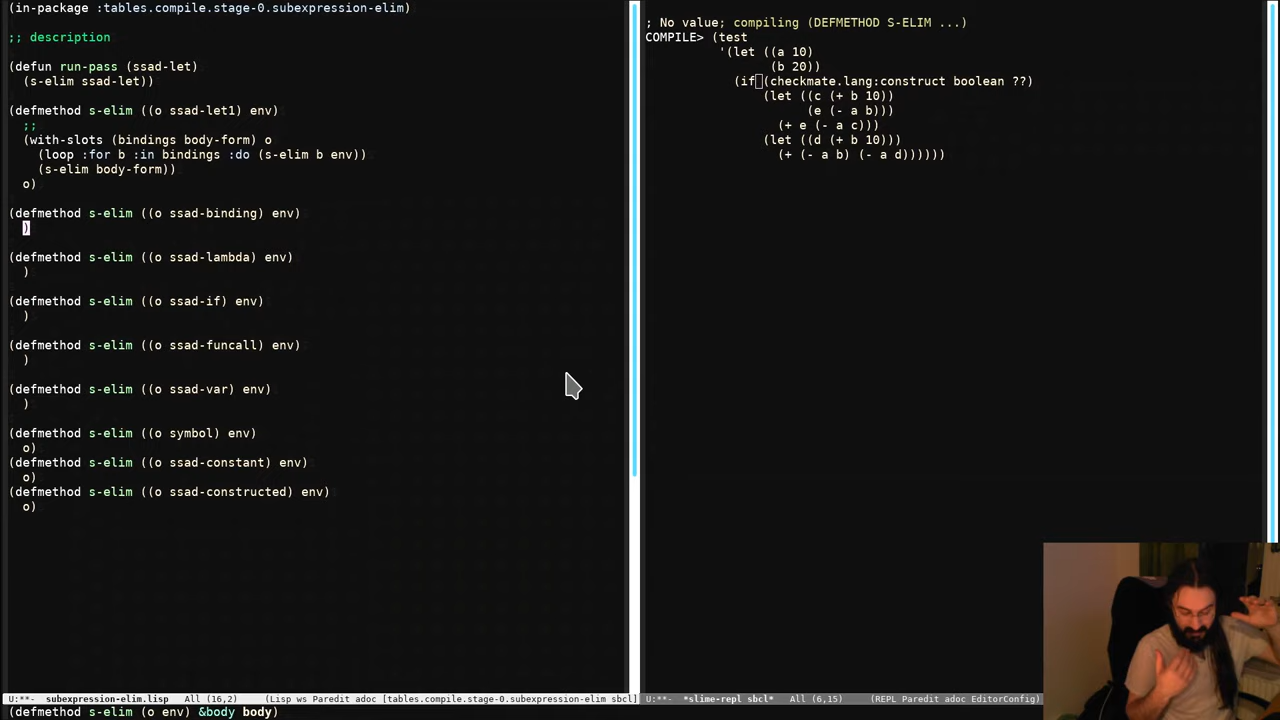 (in-package :tables.compile.stage-0.subexpression-elim)
;; description
(defun run-pass (ssad-let)
  (s-elim ssad-let))
(defmethod s-elim ((o ssad-let1) env)
  ;;
  (with-slots (bindings body-form) o
    (loop :for b :in bindings :do (s-elim b env))
    (s-elim body-form))
  o)
(defmethod s-elim ((o ssad-binding) env)
  )
(defmethod s-elim ((o ssad-lambda) env)
  )
(defmethod s-elim ((o ssad-if) env)
  )
(defmethod s-elim ((o ssad-funcall) env)
  )
(defmethod s-elim ((o ssad-var) env)
  )
(defmethod s-elim ((o symbol) env)
  o)
(defmethod s-elim ((o ssad-constant) env)
  o)
(defmethod s-elim ((o ssad-constructed) env)
  o)
U:**-  subexpression-elim.lisp   All (16,2)     (Lisp ws Paredit adoc [tables.compile.stage-0.subexpression-elim sbcl]
(defmethod s-elim (o env) &body body)
; No value; compiling (DEFMETHOD S-ELIM ...)
COMPILE> (test
          '(let ((a 10)
                 (b 20))
            (if (checkmate.lang:construct boolean ??)
                (let ((c (+ b 10))
                      (e (- a b)))
                  (+ e (- a c)))
                (let ((d (+ b 10)))
                  (+ (- a b) (- a d))))))
U:**-  *slime-repl sbcl*   All (6,15)     (REPL Paredit adoc EditorConfig)